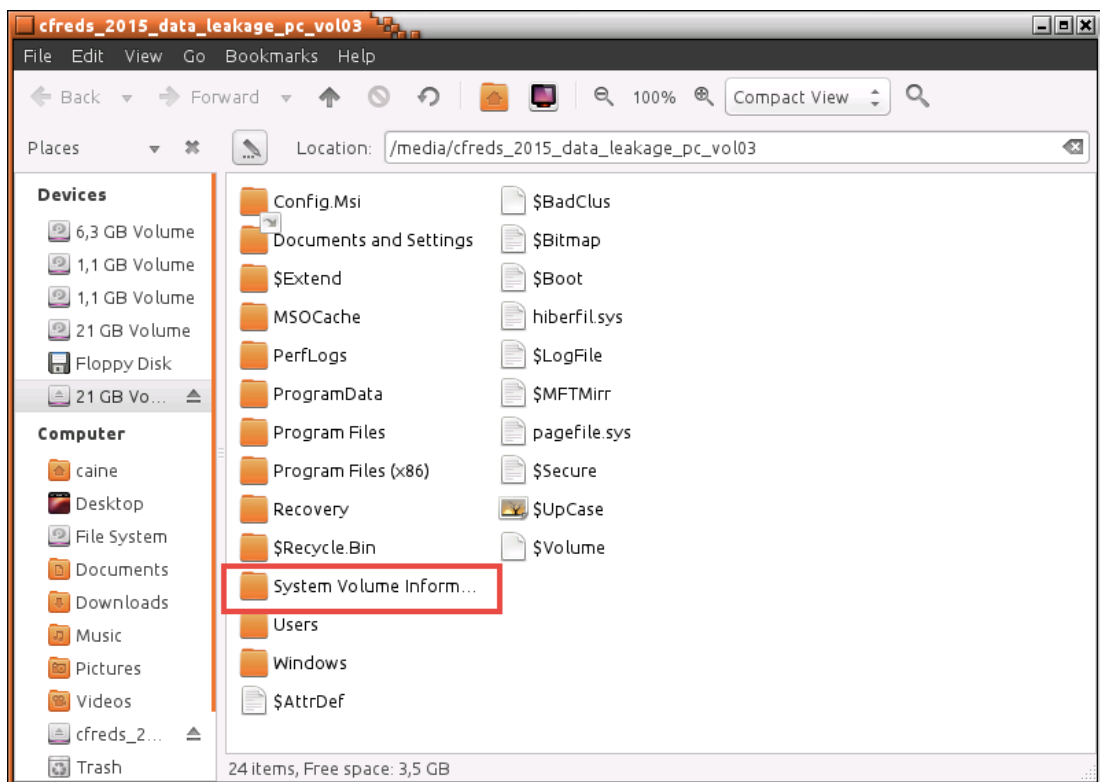 cfreds_2015_data_leakage_pc_vol03
File Edit View Go Bookmarks Help
Back Forward 100% Compact View
Places Location: /media/cfreds_2015_data_leakage_pc_vol03
Devices
6,3 GB Volume
1,1 GB Volume
1,1 GB Volume
21 GB Volume
Floppy Disk
21 GB Vo...
Computer
caine
Desktop
File System
Documents
Downloads
Music
Pictures
Videos
cfreds_2...
Trash
Config.Msi
Documents and Settings
$Extend
MSOCache
PerfLogs
ProgramData
Program Files
Program Files (x86)
Recovery
$Recycle.Bin
System Volume Inform...
Users
Windows
$AttrDef
$BadClus
$Bitmap
$Boot
hiberfil.sys
$LogFile
$MFTMirr
pagefile.sys
$Secure
$UpCase
$Volume
24 items, Free space: 3,5 GB